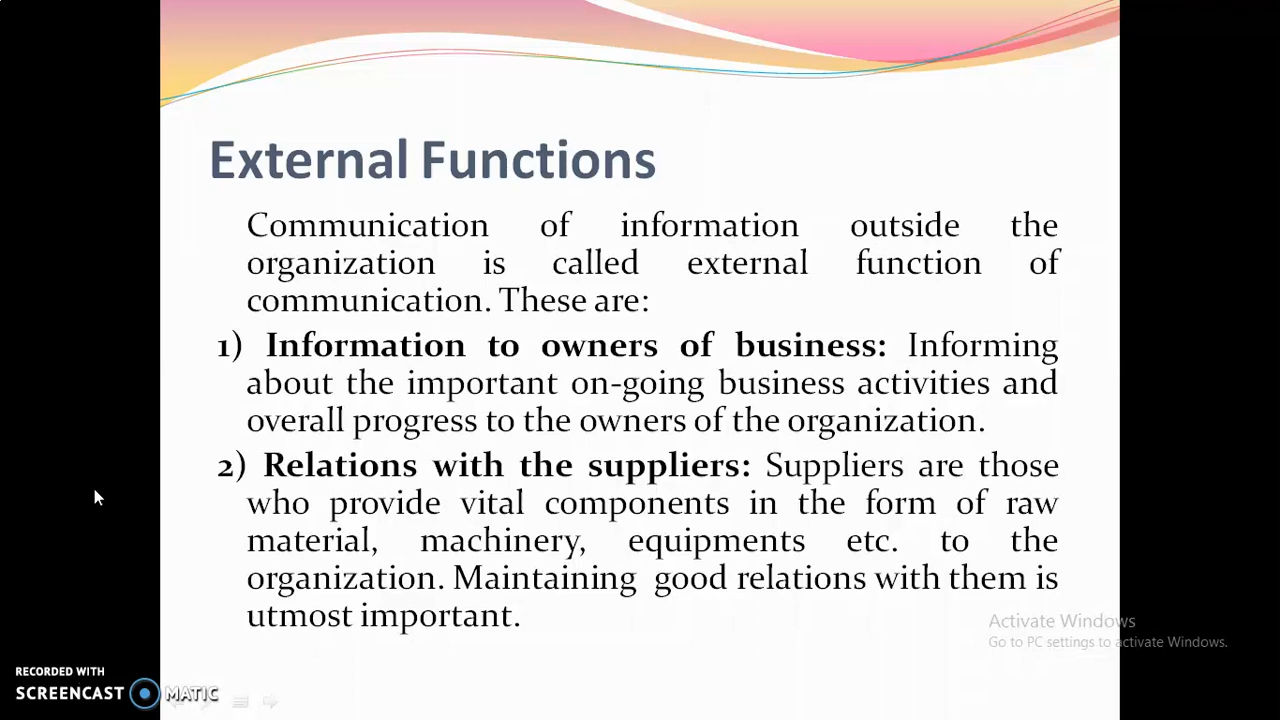 External Functions
Communication of information outside the
organization is called external function of
communication. These are:
1) Information to owners of business: Informing
about the important on-going business activities and
overall progress to the owners of the organization.
2) Relations with the suppliers: Suppliers are those
who provide vital components in the form of raw
material, machinery, equipments etc. to the
organization. Maintaining good relations with them is
utmost important.
Activate Windows
Go to PC settings to activate Windows.
RECORDED WITH
SCREENCAST MATIC